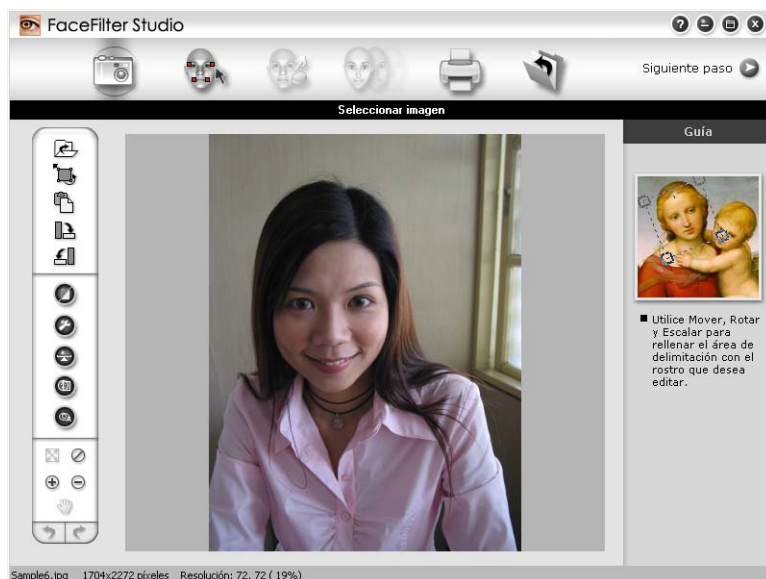 FaceFilter Studio
Siguiente paso
Seleccionar imagen
Guía
Utilice Mover, Rotar
y Escalar para
rellenar el área de
delimitación con el
rostro que desea
editar.
Sample6.jpg 1704x2272 píxeles Resolución: 72, 72 ( 19%)